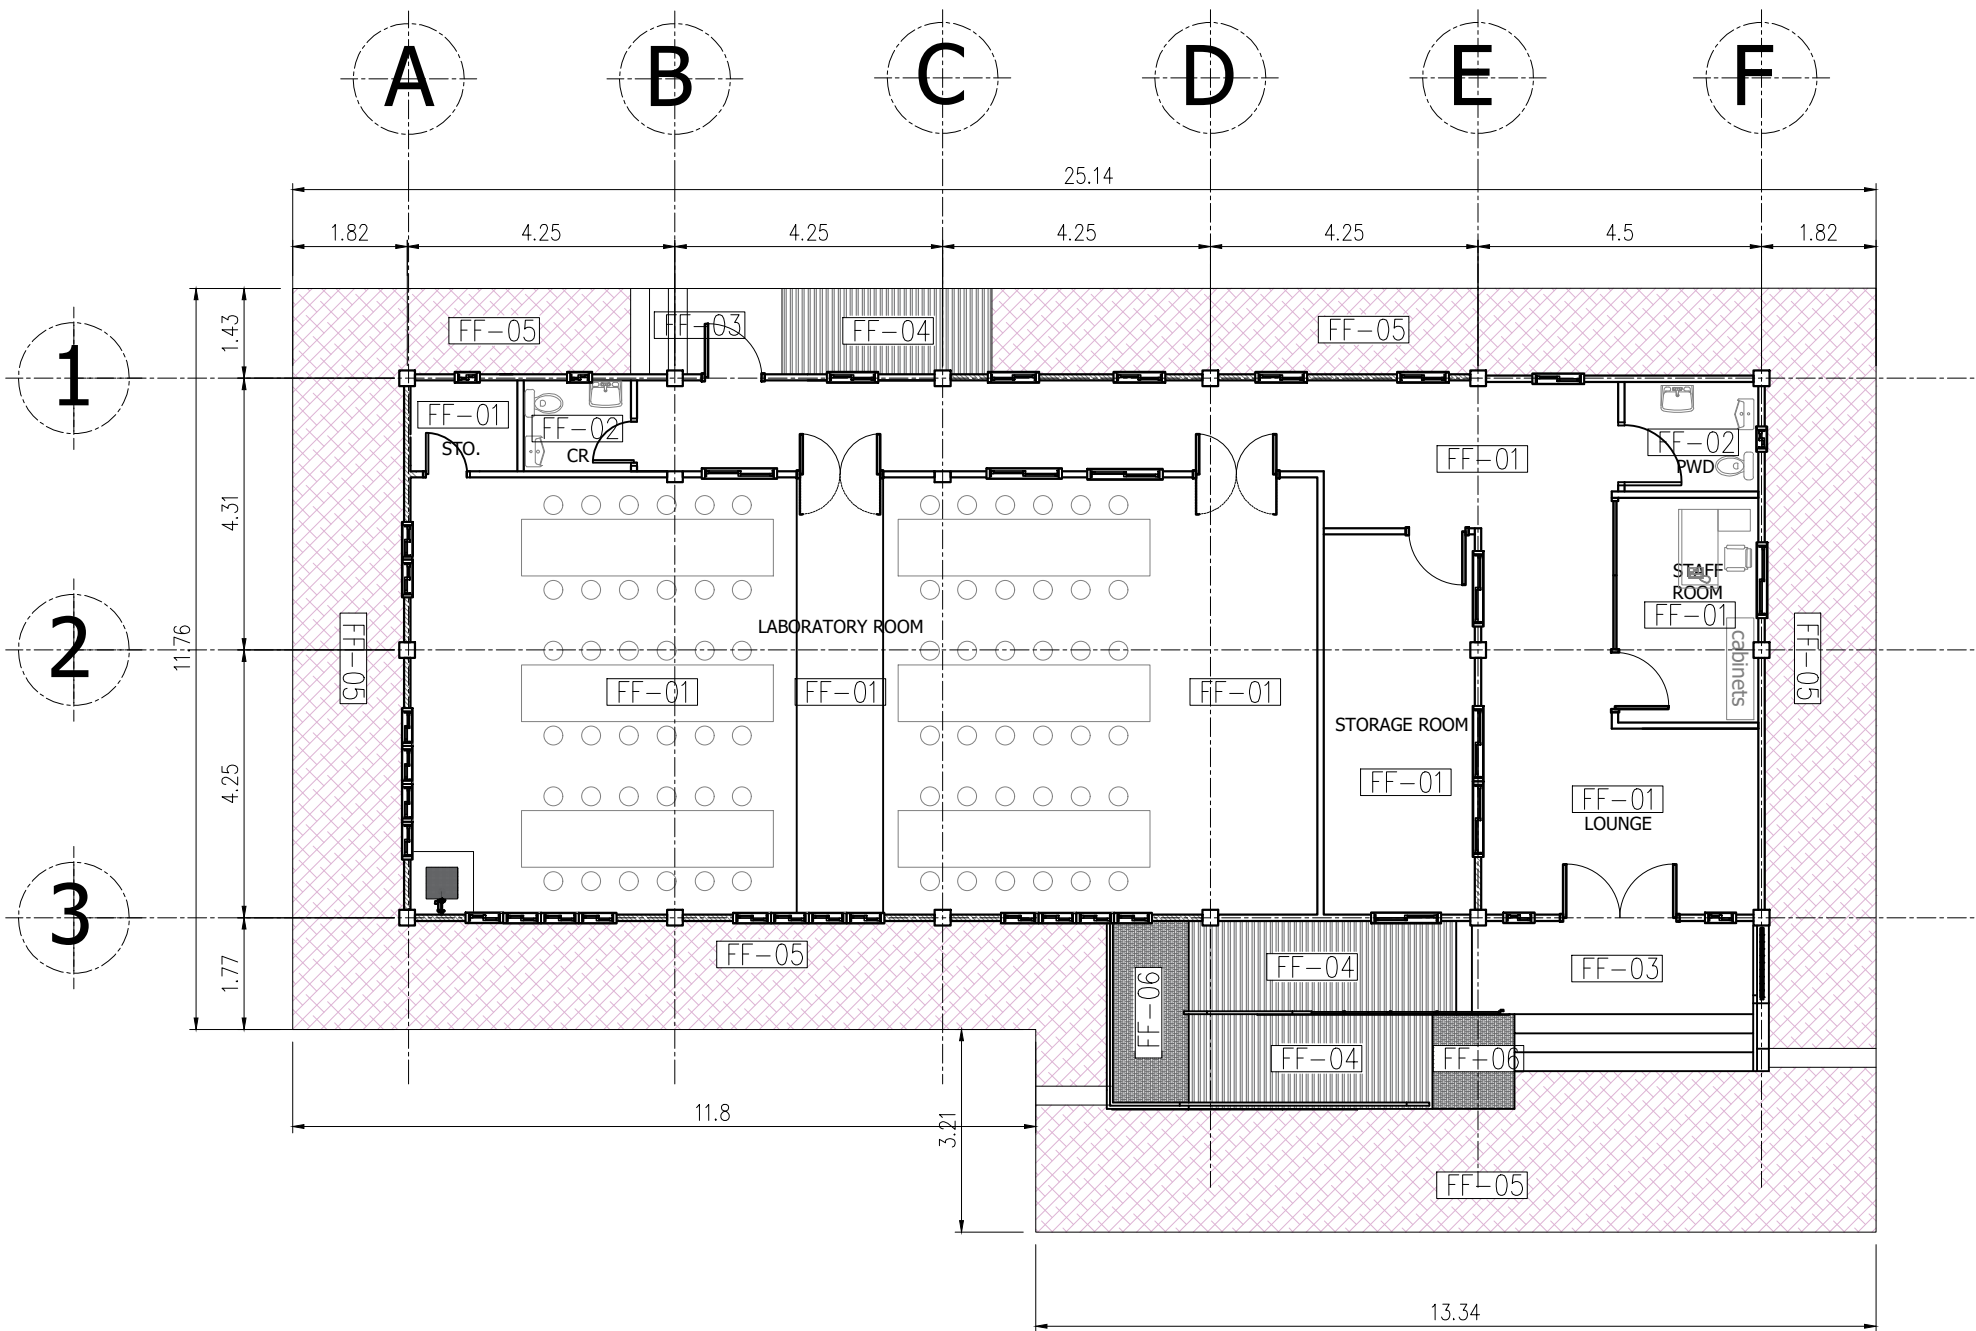 A B C D E F
25.14
1.82 4.25 4.25 4.25 4.25 4.5 1.82
1.43
FF-05 FF-03 FF-04 FF-05
1
FF-01 FF-02 FF-02
STO. CR FF-01 PWD
4.31
STAFF
ROOM
FF-01
LABORATORY ROOM
11.76
2
FF-05 cabinets FF-05
FF-01 FF-01 FF-01
STORAGE ROOM
4.25
FF-01 FF-01
LOUNGE
3
1.77
FF-05 FF-04 FF-03
FF-06
FF-04 FF-06
11.8
3.21
FF-05
13.34